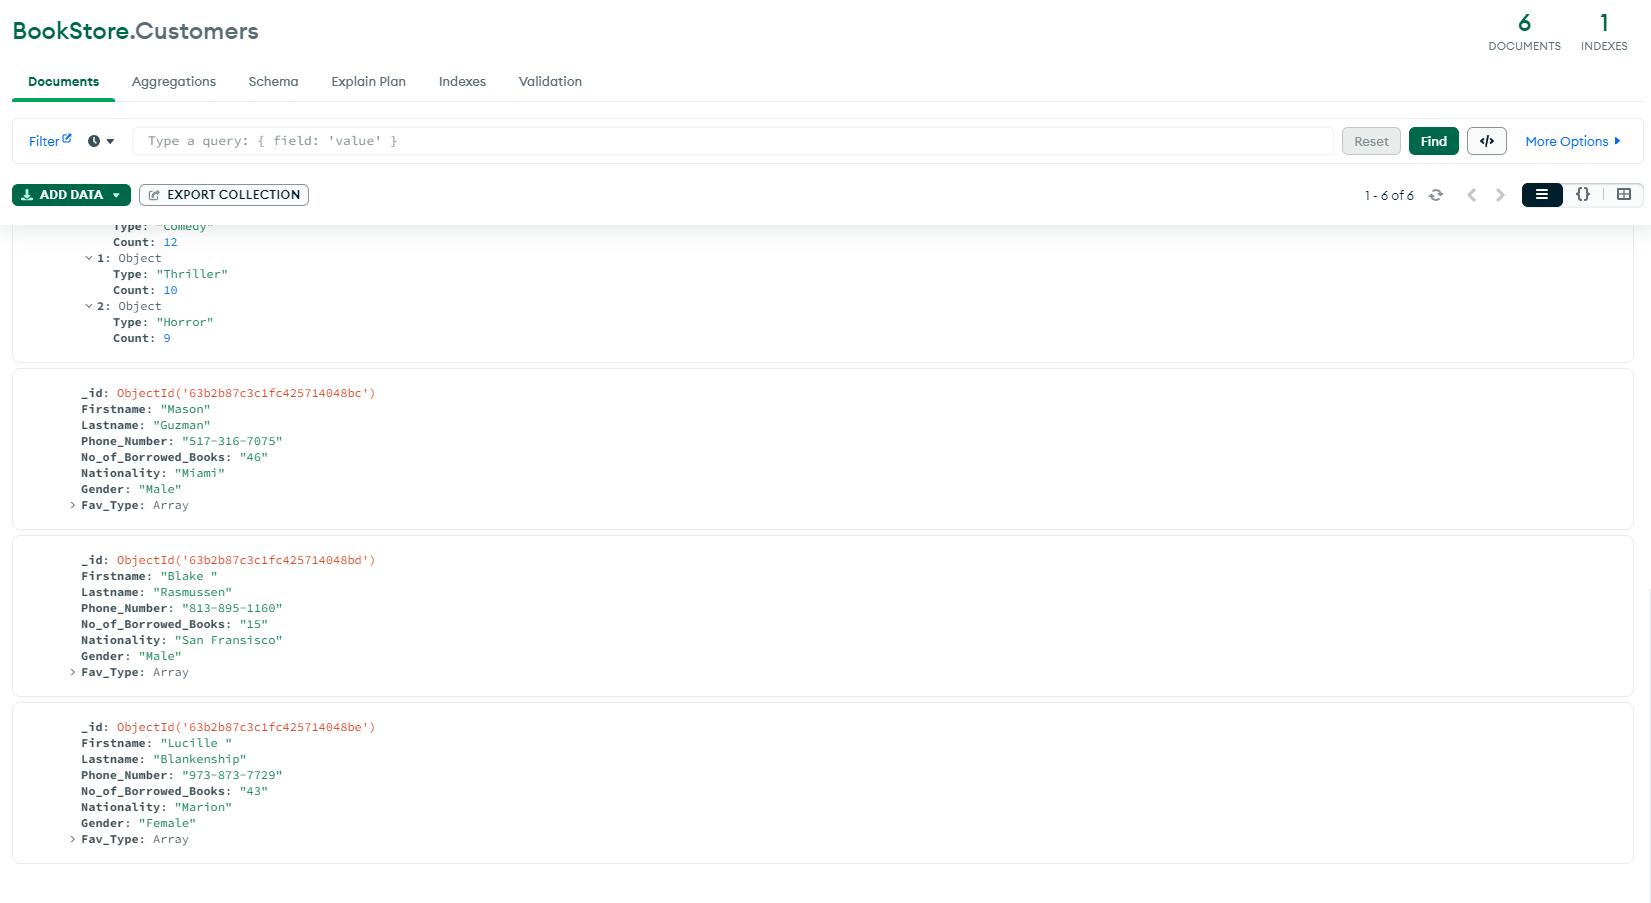 BookStore.Customers
6
DOCUMENTS
1
INDEXES
Documents Aggregations Schema Explain Plan Indexes Validation
Filter Type a query: { field: 'value' } Reset Find </> More Options
ADD DATA EXPORT COLLECTION 1 - 6 of 6 {}
Type: "Comedy"
Count: 12
1: Object
Type: "Thriller"
Count: 10
2: Object
Type: "Horror"
Count: 9
_id: ObjectId('63b2b87c3c1fc425714048bc')
Firstname: "Mason"
Lastname: "Guzman"
Phone_Number: "517-316-7075"
No_of_Borrowed_Books: "46"
Nationality: "Miami"
Gender: "Male"
Fav_Type: Array
_id: ObjectId('63b2b87c3c1fc425714048bd')
Firstname: "Blake "
Lastname: "Rasmussen"
Phone_Number: "813-895-1160"
No_of_Borrowed_Books: "15"
Nationality: "San Fransisco"
Gender: "Male"
Fav_Type: Array
_id: ObjectId('63b2b87c3c1fc425714048be')
Firstname: "Lucille "
Lastname: "Blankenship"
Phone_Number: "973-873-7729"
No_of_Borrowed_Books: "43"
Nationality: "Marion"
Gender: "Female"
Fav_Type: Array